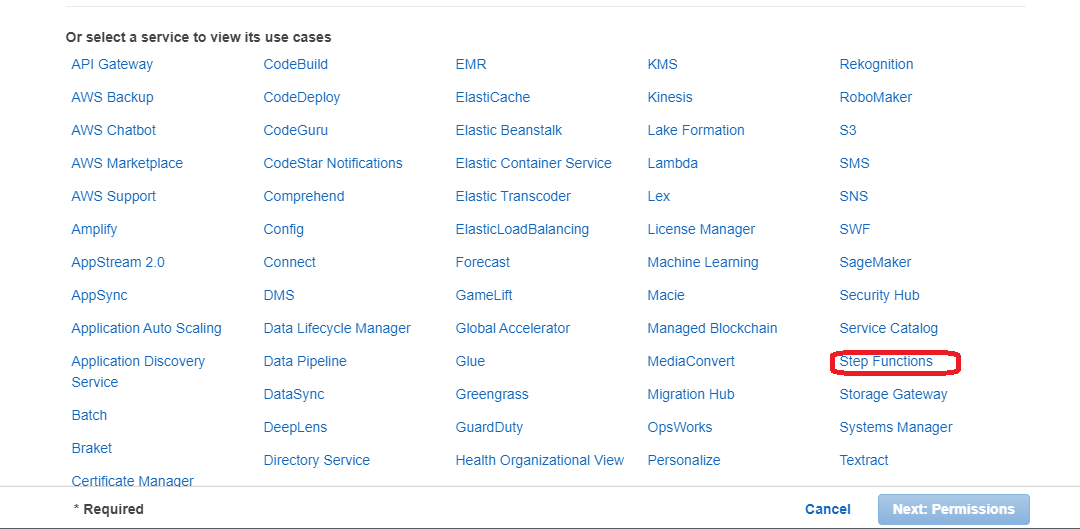 Or select a service to view its use cases
API Gateway CodeBuild EMR KMS Rekognition
AWS Backup CodeDeploy ElastiCache Kinesis RoboMaker
AWS Chatbot CodeGuru Elastic Beanstalk Lake Formation S3
AWS Marketplace CodeStar Notifications Elastic Container Service Lambda SMS
AWS Support Comprehend Elastic Transcoder Lex SNS
Amplify Config ElasticLoadBalancing License Manager SWF
AppStream 2.0 Connect Forecast Machine Learning SageMaker
AppSync DMS GameLift Macie Security Hub
Application Auto Scaling Data Lifecycle Manager Global Accelerator Managed Blockchain Service Catalog
Application Discovery Data Pipeline Glue MediaConvert Step Functions
Service
DataSync Greengrass Migration Hub Storage Gateway
Batch DeepLens GuardDuty OpsWorks Systems Manager
Braket Directory Service Health Organizational View Personalize Textract
Certificate Manager
* Required Cancel Next: Permissions